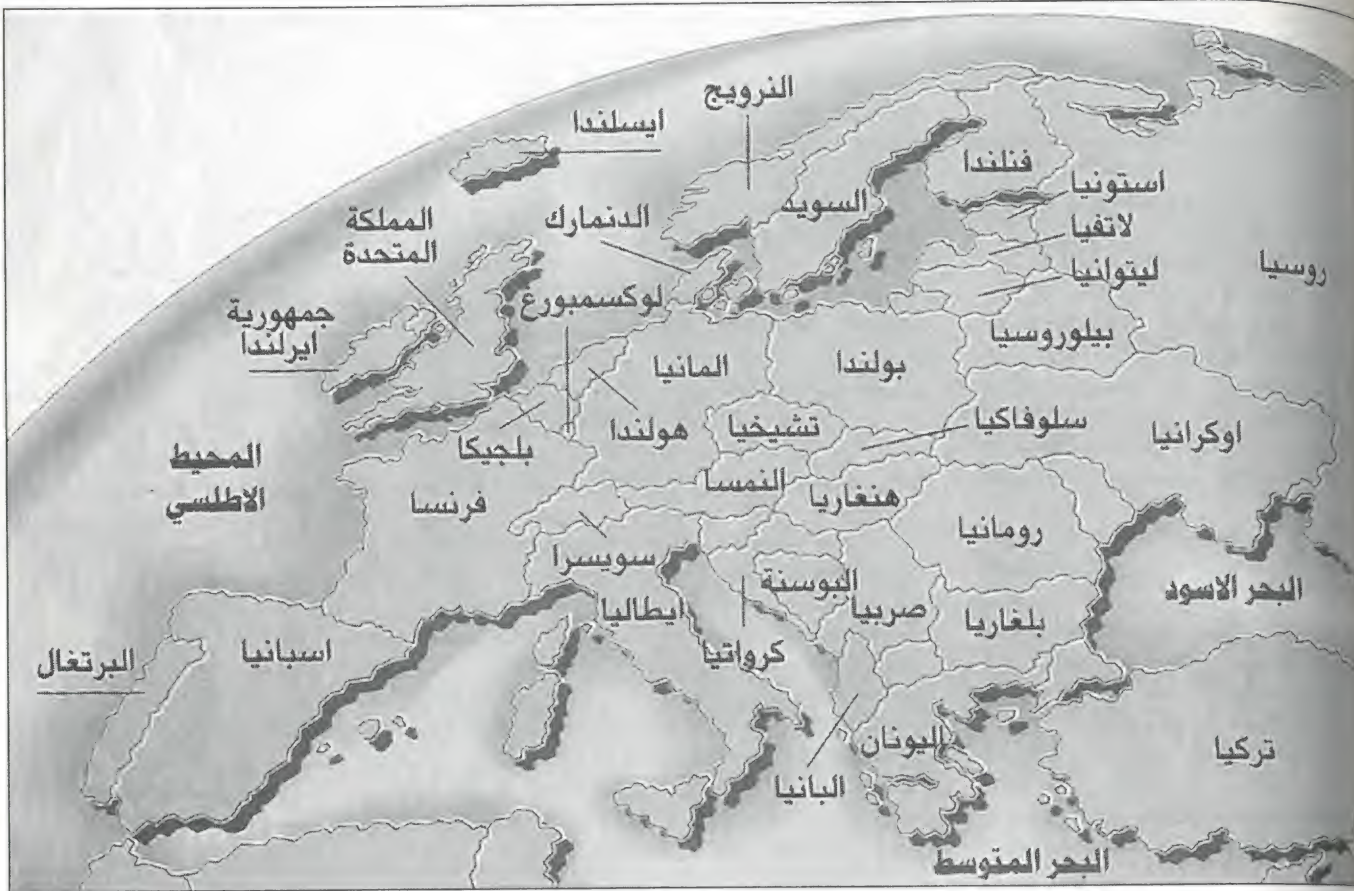 النرويج
ايسلندا
فنلندا
استونيا
السويد
الدنمارك
المملكة
المتحدة
لاتفيا
روسيا
ليتوانيا
لوكسمبورغ
جمهورية
ايرلندا
بيلوروسيا
بولندا
المانيا
سلوفاكيا
تشيخيا
هولندا
بلجيكا
اوكرانيا
المحيط
الاطلسي
النمسا
هنغاريا
فرنسا
رومانيا
سويسرا
البوسنة
البحر الاسود
صربيا
ايطاليا
بلغاريا
كرواتيا
اسبانيا
البرتغال
اليونان
تركيا
البانيا
البحر المتوسط